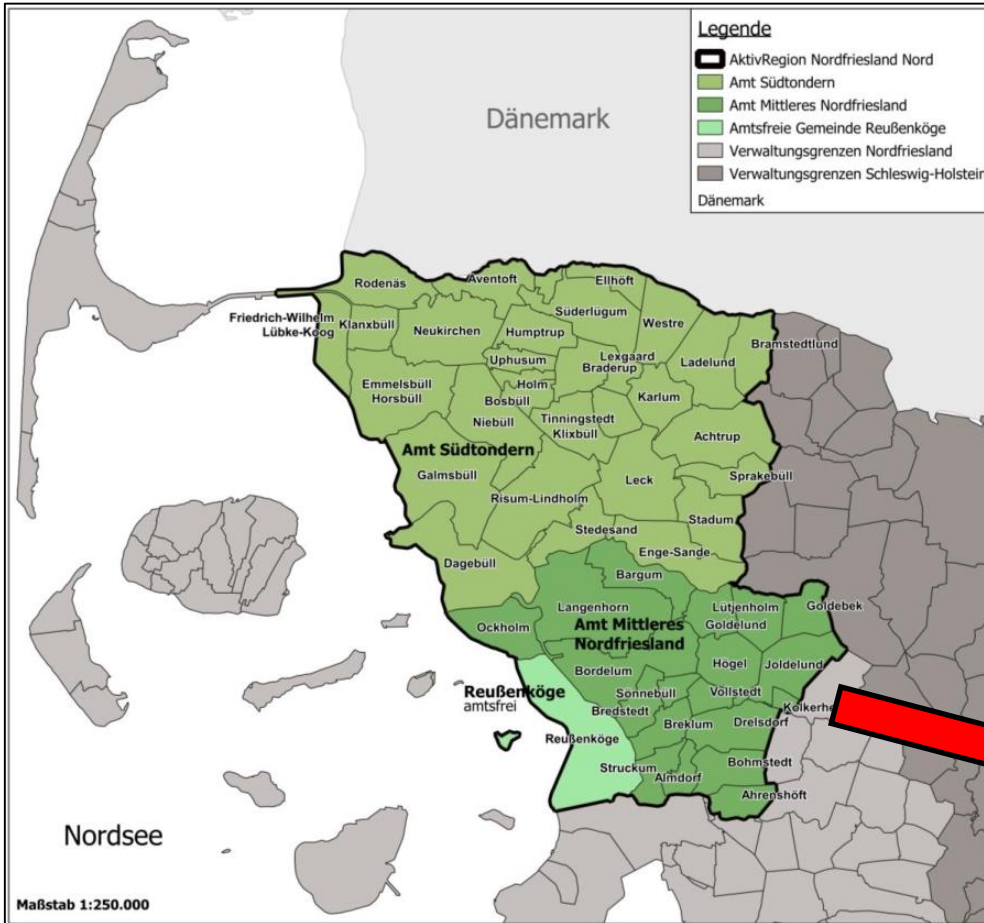 Legende
AktivRegion Nordfriesland Nord
Amt Südtondern
Amt Mittleres Nordfriesland
Amtsfreie Gemeinde Reußenköge
Verwaltungsgrenzen Nordfriesland
Verwaltungsgrenzen Schleswig-Holstein
Dänemark
Dänemark
Rodenäs
Aventoft
Ellhöft
Friedrich-Wilhelm
Lübke-Koog
Klanxbüll
Neukirchen
Humptrup
Süderlügum
Westre
Bramstedtlund
Uphusum
Lexgaard
Braderup
Ladelund
Emmelsbüll
Horsbüll
Holm
Bosbüll
Karlum
Niebüll
Tinningstedt
Klixbüll
Achtrup
Amt Südtondern
Galmsbüll
Leck
Sprakebüll
Risum-Lindholm
Stadum
Stedesand
Enge-Sande
Dagebüll
Bargum
Langenhorn
Lütjenholm
Goldebek
Ockholm
Amt Mittleres
Nordfriesland
Goldelund
Bordelum
Högel
Joldelund
Reußenköge
amtsfrei
Sönnebüll
Vollstedt
Bredstedt
Breklum
Drelsdorf
Reußenköge
Struckum
Almdorf
Bohmstedt
Ahrenshöft
Nordsee
Maßstab 1:250.000